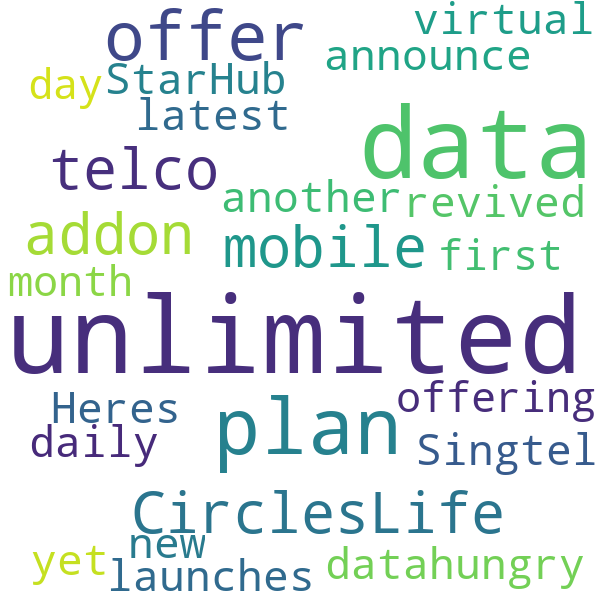 offer virtual
announce
day StarHub
latest
data
telco
another revived
addon mobile first
month
unlimited
Heres plan offering
daily Singtel
CirclesLife
new
yet launches datahungry